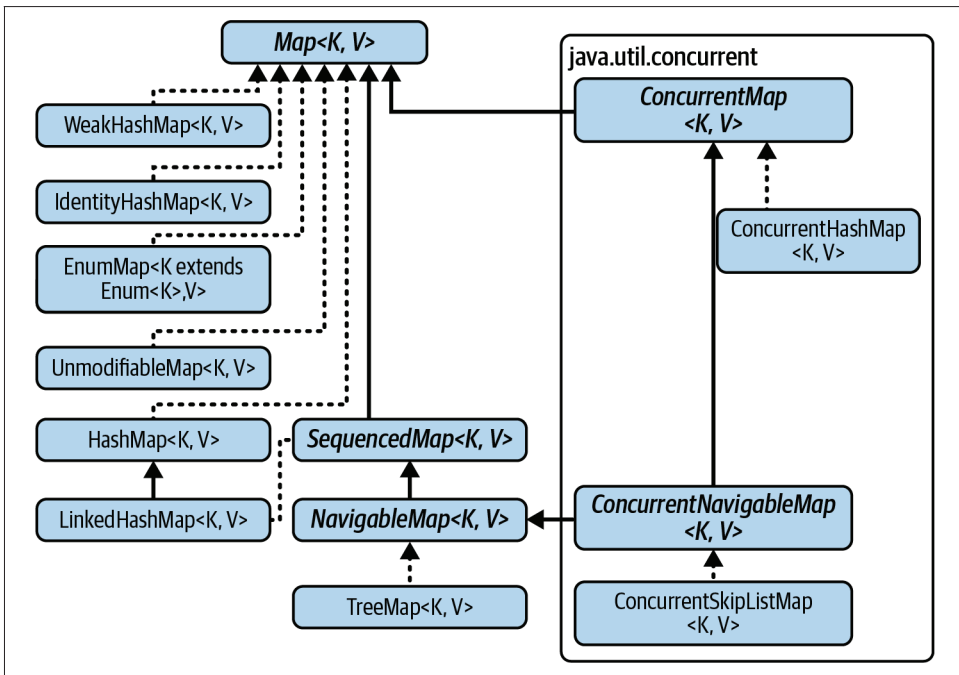 Map<K, V>
java.util.concurrent
ConcurrentMap
<K, V>
WeakHashMap<K, V>
IdentityHashMap<K, V>
ConcurrentHashMap
<K, V>
EnumMap<K extends
Enum<K>,V>
UnmodifiableMap<K, V>
HashMap<K, V>
SequencedMap<K, V>
LinkedHashMap<K, V>
NavigableMap<K, V>
ConcurrentNavigableMap
<K, V>
TreeMap<K, V>
ConcurrentSkipListMap
<K, V>